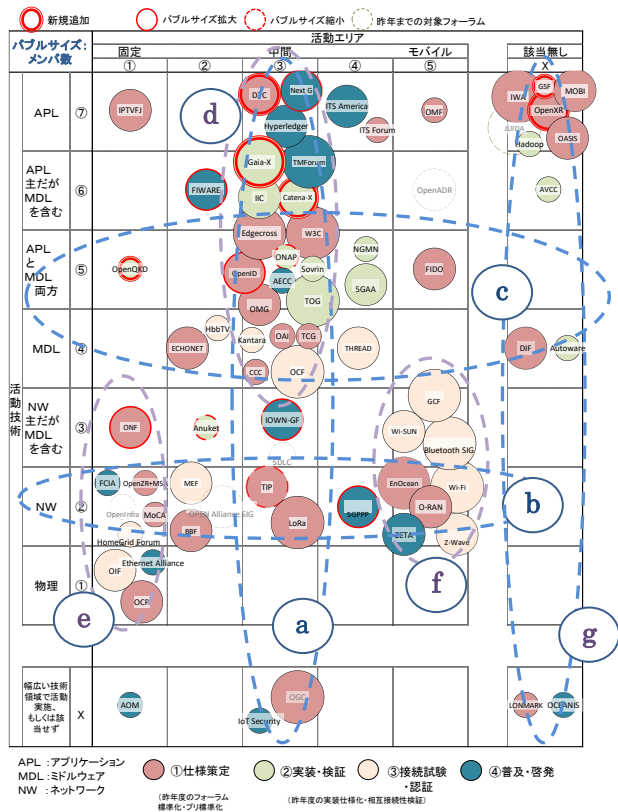 新規追加
バブルサイズ拡大
バブルサイズ縮小
昨年までの対象フォーラム
バブルサイズ：
メンバ数
活動エリア
固定
中間
モバイル
該当無し
①
②
③
④
⑤
X
活動技術
APL
⑦
IPTVFJ
Next G
Hyperledger
ITS America
ITS Forum
OMF
IWA
GSF
MOBI
OpenXR
OASIS
Hadoop
d
APL
主だが
MDL
を含む
⑥
FIWARE
Gaia-X
TMForum
IIC
Catena-X
OpenADR
AVCC
APL
と
MDL
両方
⑤
OpenQKD
Edgecross
W3C
ONAP
OpenID
Sovrin
AECC
OMG
TOG
NGMN
5GAA
FIDO
c
MDL
④
ECHONET
HbbTV
Kantara
OAI
TCG
CCC
OCF
THREAD
DIF
Autoware
NW
主だが
MDL
を含む
③
ONF
Anuket
IOWN-GF
SDLC
GCF
Wi-SUN
Bluetooth SIG
NW
②
FCIA
OpenZR+MS
OpenInfra
MoCA
HomeGrid Forum
MEF
OPEN Alliance SIG
BBF
TIP
LoRa
5GPPP
EnOcean
Wi-Fi
O-RAN
ZETA
Z-Wave
b
物理
①
Ethernet Alliance
OIF
OCP
e
a
f
g
幅広い技術
領域で活動
実施、
もしくは該
当せず
X
AOM
OGC
IoT Security
LONMARK
OCEANIS
APL ：アプリケーション
MDL ：ミドルウェア
NW ：ネットワーク
①仕様策定
(昨年度のフォーラム
標準化・プリ標準化)
②実装・検証
③接続試験
・認証
(昨年度の実装仕様化・相互接続性検証)
④普及・啓発